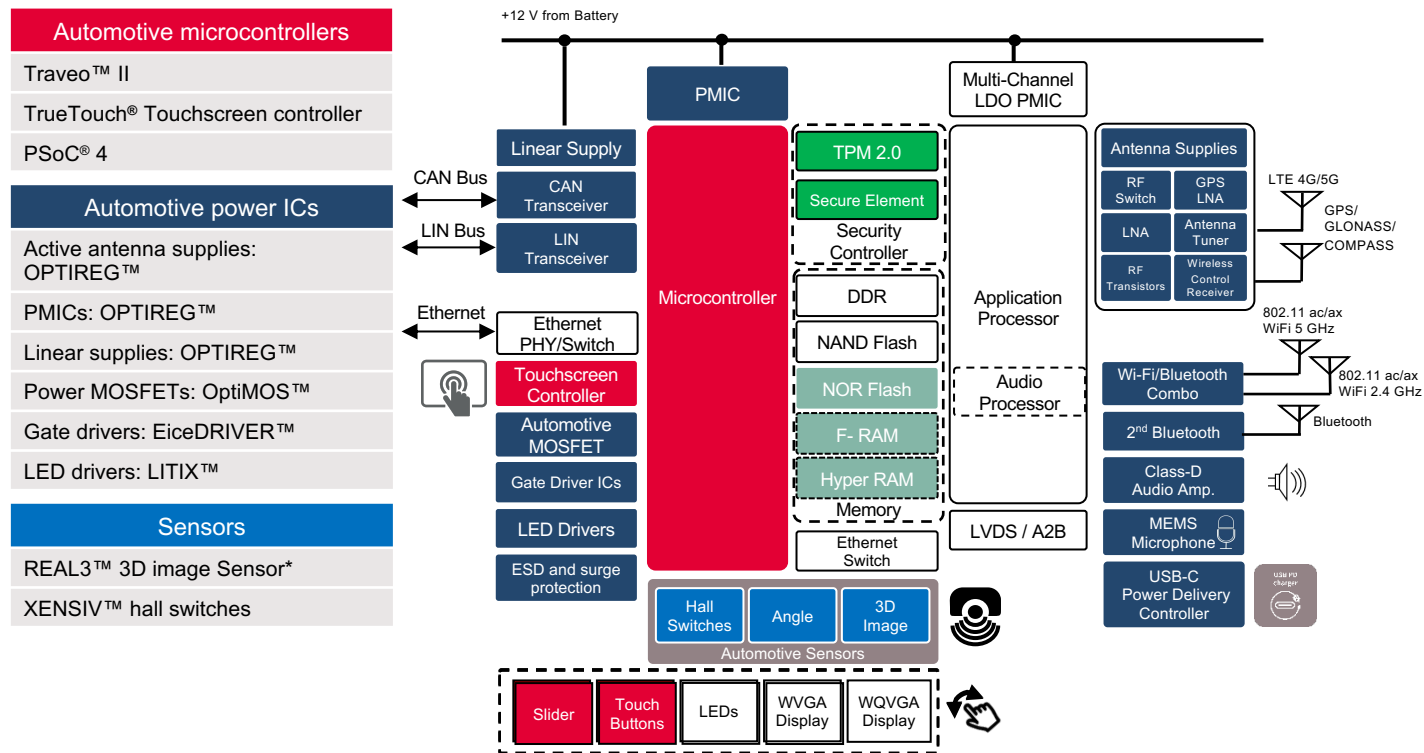 Automotive microcontrollers
Traveo™ II
TrueTouch® Touchscreen controller
PSoC® 4
Automotive power ICs
Active antenna supplies:
OPTIREG™
PMICs: OPTIREG™
Linear supplies: OPTIREG™
Power MOSFETs: OptiMOS™
Gate drivers: EiceDRIVER™
LED drivers: LITIX™
Sensors
REAL3™ 3D image Sensor*
XENSIV™ hall switches
+12 V from Battery
PMIC
Multi-Channel
LDO PMIC
Linear Supply
CAN Bus
CAN
Transceiver
LIN Bus
LIN
Transceiver
Ethernet
Ethernet
PHY/Switch
Touchscreen
Controller
Automotive
MOSFET
Gate Driver ICs
LED Drivers
ESD and surge
protection
Microcontroller
TPM 2.0
Secure Element
Security
Controller
DDR
NAND Flash
NOR Flash
F- RAM
Hyper RAM
Memory
Ethernet
Switch
Application
Processor
Audio
Processor
LVDS / A2B
Antenna Supplies
RF
Switch
GPS
LNA
LNA
Antenna
Tuner
RF
Transistors
Wireless
Control
Receiver
LTE 4G/5G
GPS/
GLONASS/
COMPASS
802.11 ac/ax
WiFi 5 GHz
Wi-Fi/Bluetooth
Combo
802.11 ac/ax
WiFi 2.4 GHz
2nd Bluetooth
Bluetooth
Class-D
Audio Amp.
MEMS
Microphone
USB-C
Power Delivery
Controller
USB PD
charger
Hall
Switches
Angle
3D
Image
Automotive Sensors
Slider
Touch
Buttons
LEDs
WVGA
Display
WQVGA
Display